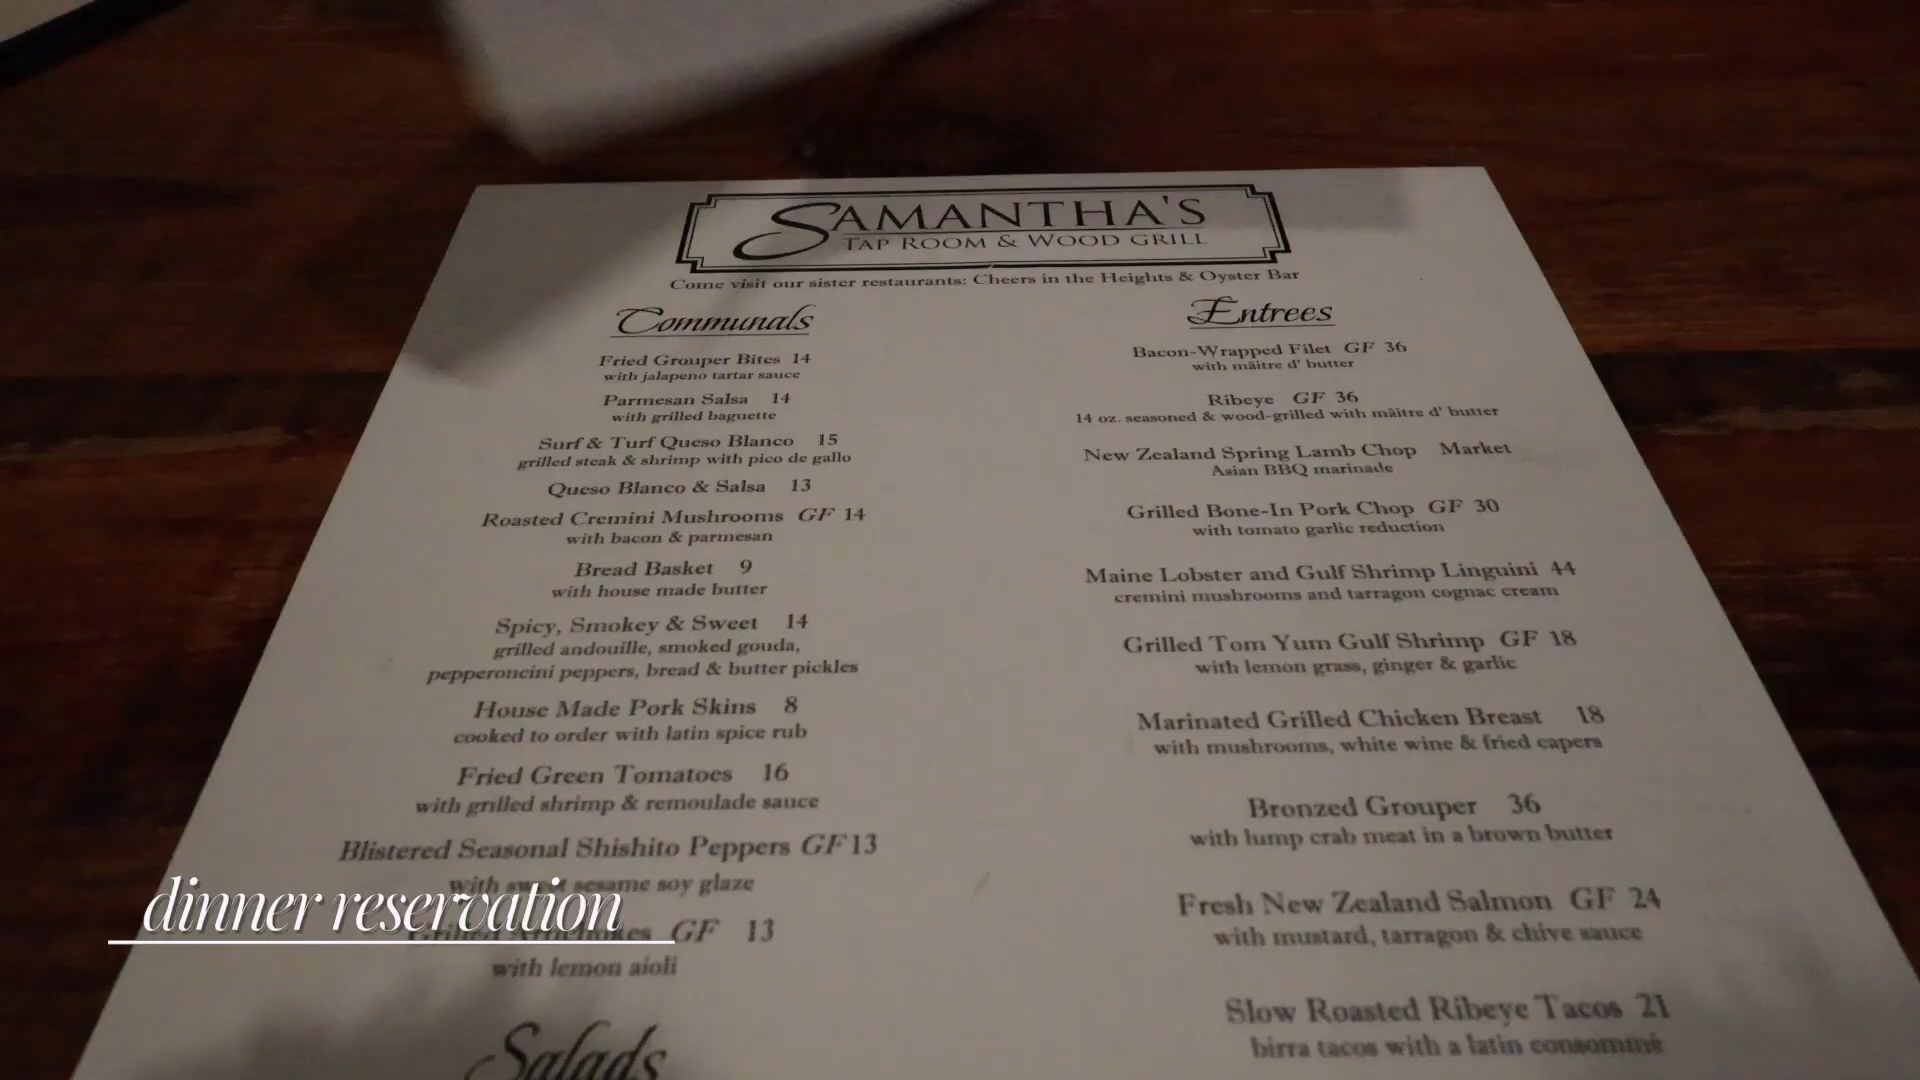 SAMANTHA'S
TAP ROOM & WOOD GRILL
Come visit our sister restaurants: Cheers in the Heights & Oyster Bar
Communals
Fried Grouper Bites 14
with jalapeno tartar sauce
Parmesan Salsa 14
with grilled baguette
Surf & Turf Queso Blanco 15
grilled steak & shrimp with pico de gallo
Queso Blanco & Salsa 13
Roasted Cremini Mushrooms GF 14
with bacon & parmesan
Bread Basket 9
with house made butter
Spicy, Smokey & Sweet 14
grilled andouille, smoked gouda,
pepperoncini peppers, bread & butter pickles
House Made Pork Skins 8
cooked to order with latin spice rub
Fried Green Tomatoes 16
with grilled shrimp & remoulade sauce
Blistered Seasonal Shishito Peppers GF 13
with sweet sesame soy glaze
Grilled Artichokes GF 13
with lemon aioli
Salads
Entrees
Bacon-Wrapped Filet GF 36
with mâitre d' butter
Ribeye GF 36
14 oz. seasoned & wood-grilled with mâitre d' butter
New Zealand Spring Lamb Chop Market
Asian BBQ marinade
Grilled Bone-In Pork Chop GF 30
with tomato garlic reduction
Maine Lobster and Gulf Shrimp Linguini 44
cremini mushrooms and tarragon cognac cream
Grilled Tom Yum Gulf Shrimp GF 18
with lemon grass, ginger & garlic
Marinated Grilled Chicken Breast 18
with mushrooms, white wine & fried capers
Bronzed Grouper 36
with lump crab meat in a brown butter
Fresh New Zealand Salmon GF 24
with mustard, tarragon & chive sauce
Slow Roasted Ribeye Tacos 21
birra tacos with a latin consommé
dinner reservation